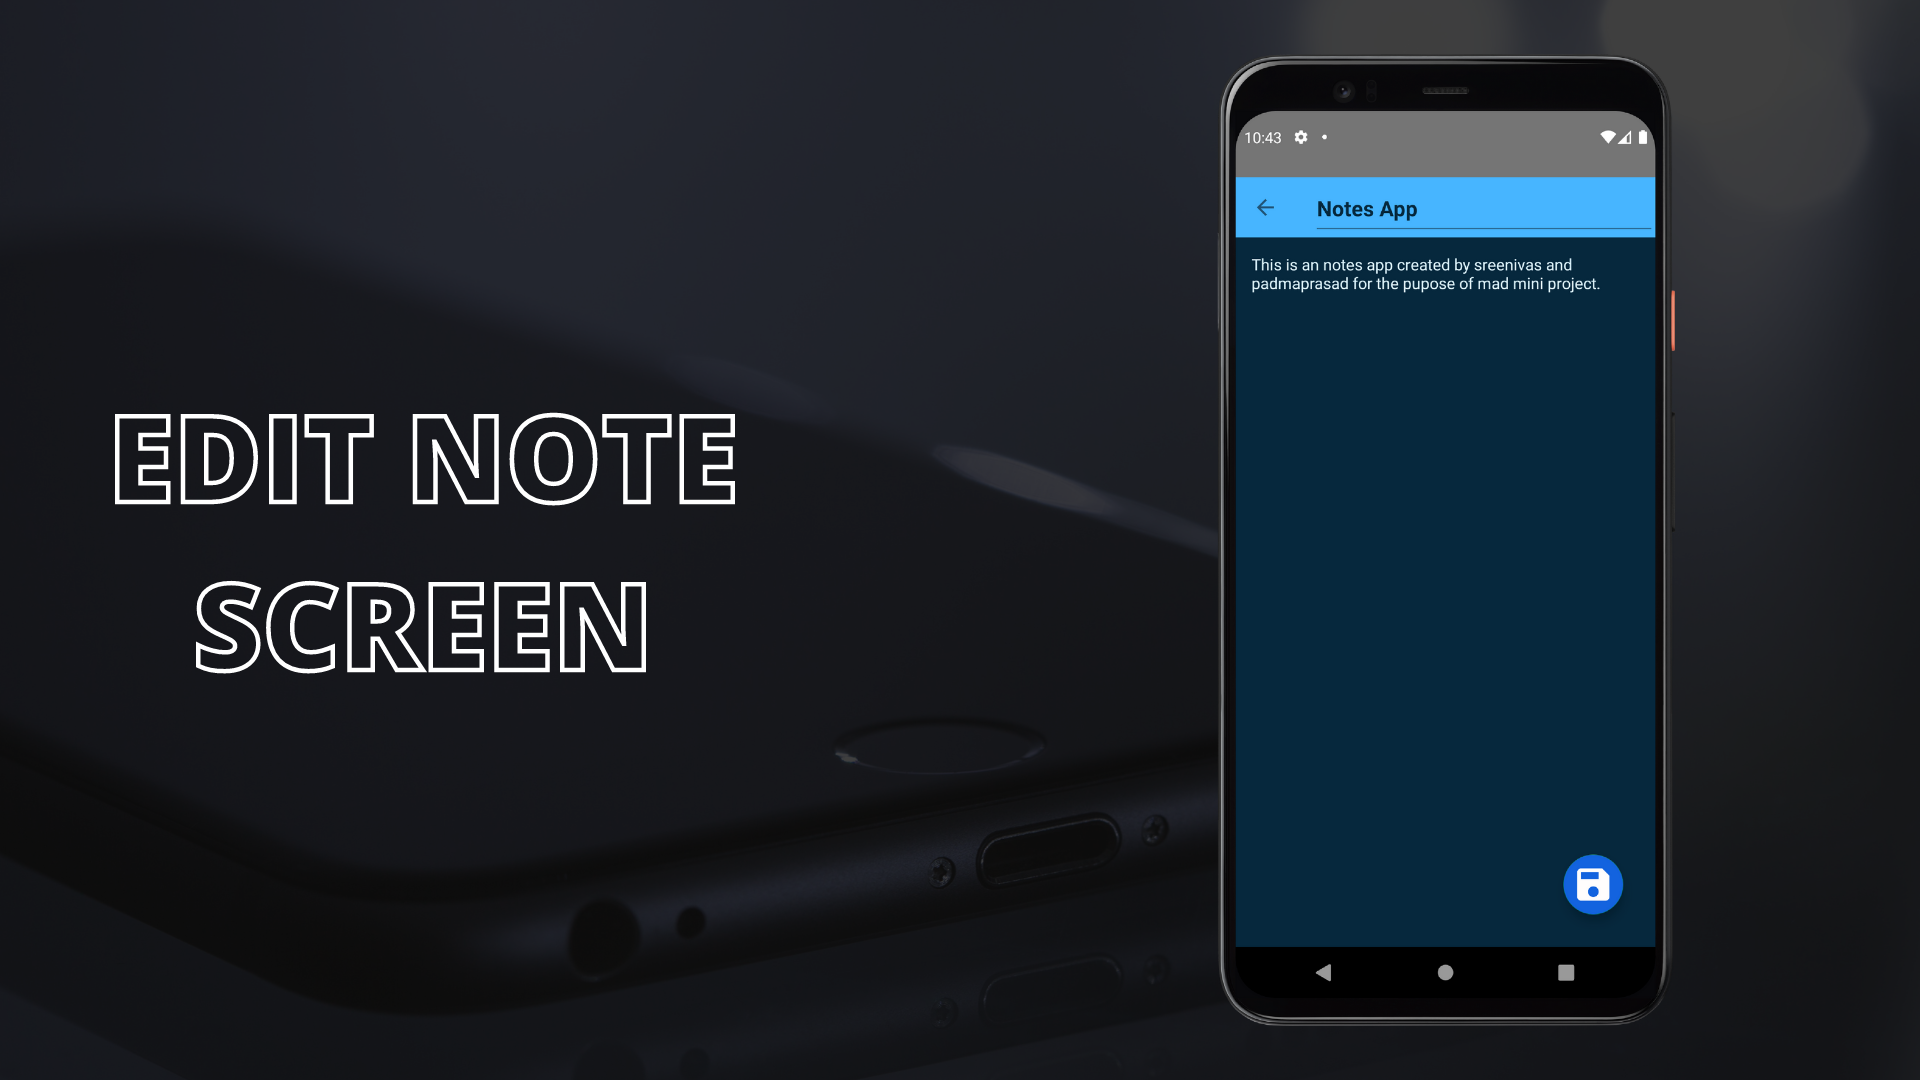 EDIT NOTE
SCREEN
10:43
Notes App
This is an notes app created by sreenivas and
padmaprasad for the pupose of mad mini project.